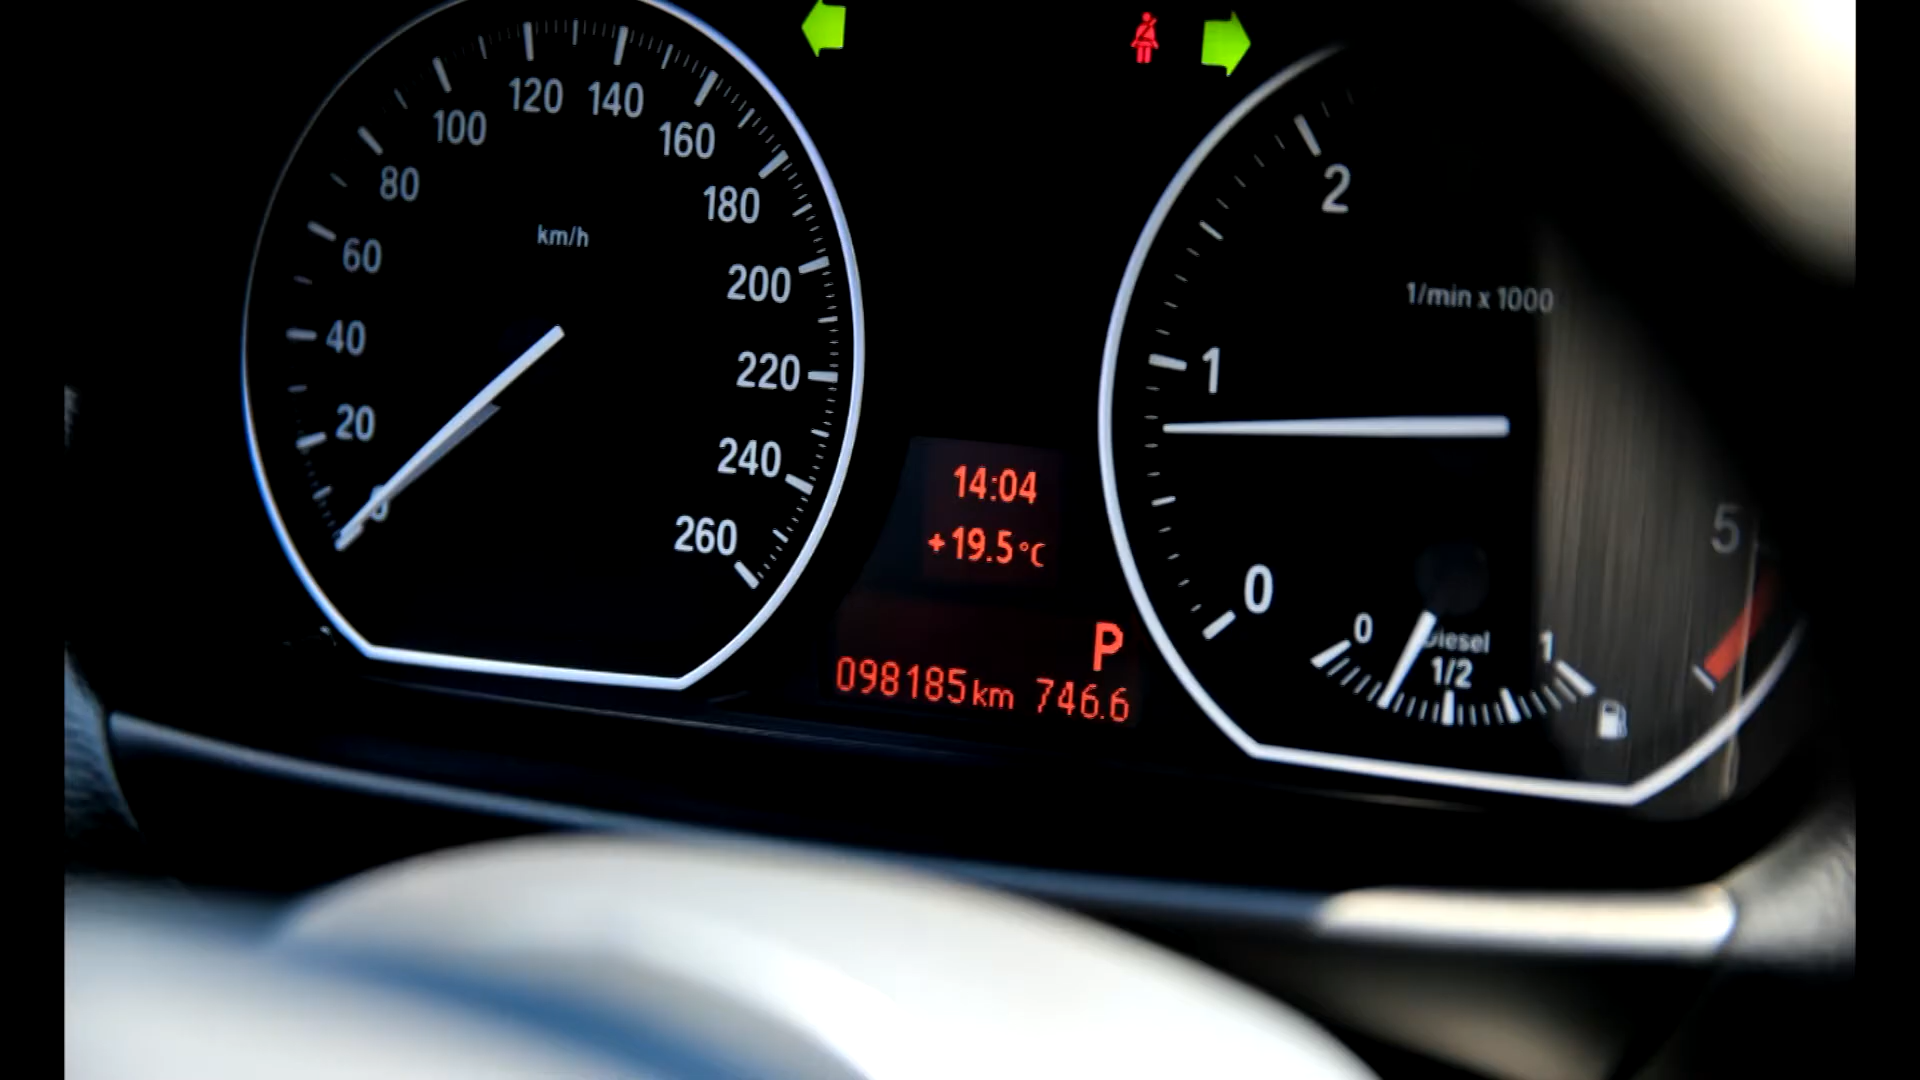 120 140
100 160
80 180
60 km/h 200
40 220
20 240
0 260
14:04
+19.5°C
P
098185km 746.6
2
1/min x 1000
1
5
0
0 Diesel 1
1/2